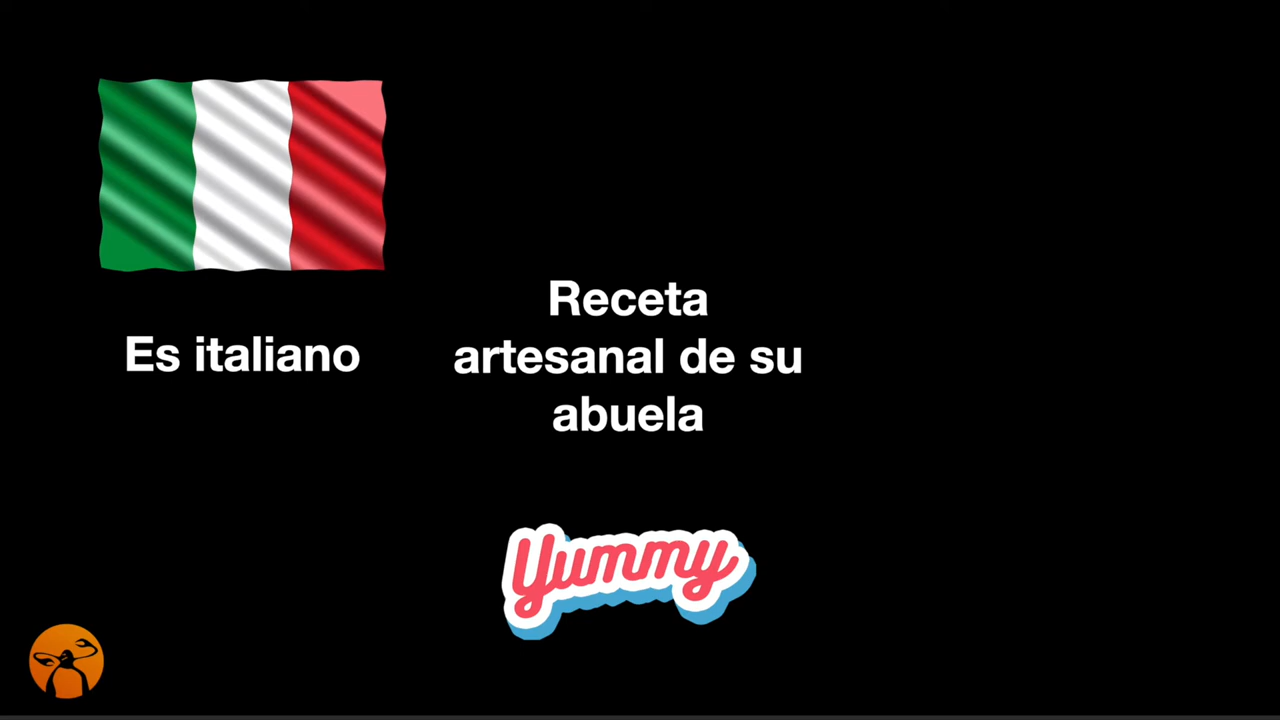 Es italiano
Receta
artesanal de su
abuela
Yummy